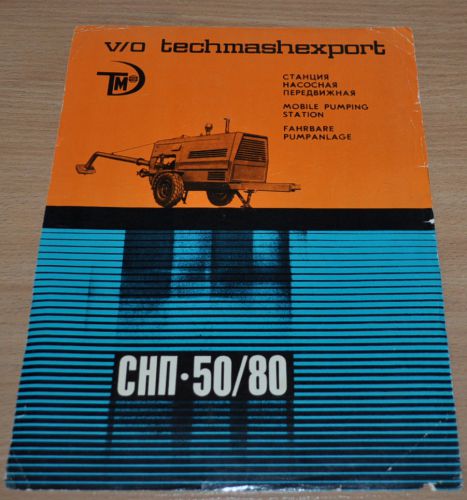 v/o techmashexport
ТМЭ
СТАНЦИЯ
НАСОСНАЯ
ПЕРЕДВИЖНАЯ
MOBILE PUMPING
STATION
FAHRBARE
PUMPANLAGE
СНП·50/80